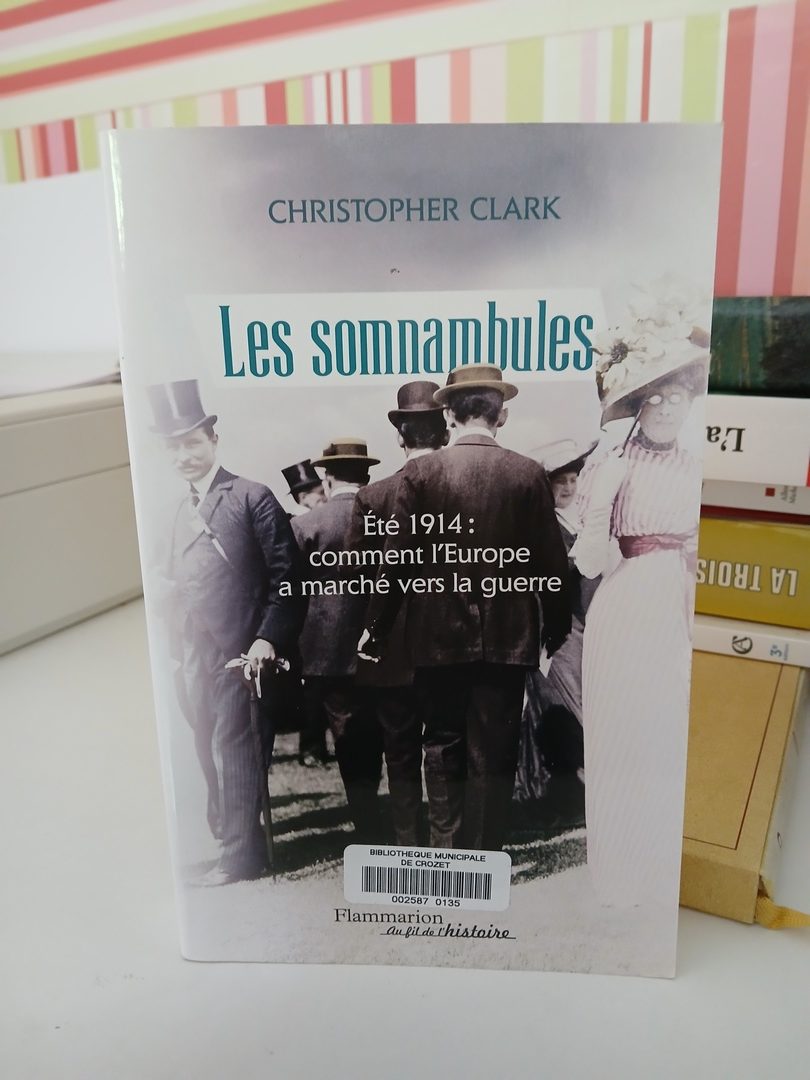 CHRISTOPHER CLARK
Les somnambules
Été 1914 :
comment l'Europe
a marché vers la guerre
BIBLIOTHEQUE MUNICIPALE
DE CROZET
002587 0135
Flammarion
Au fil de l'histoire
L'a
LA TROIS
3e